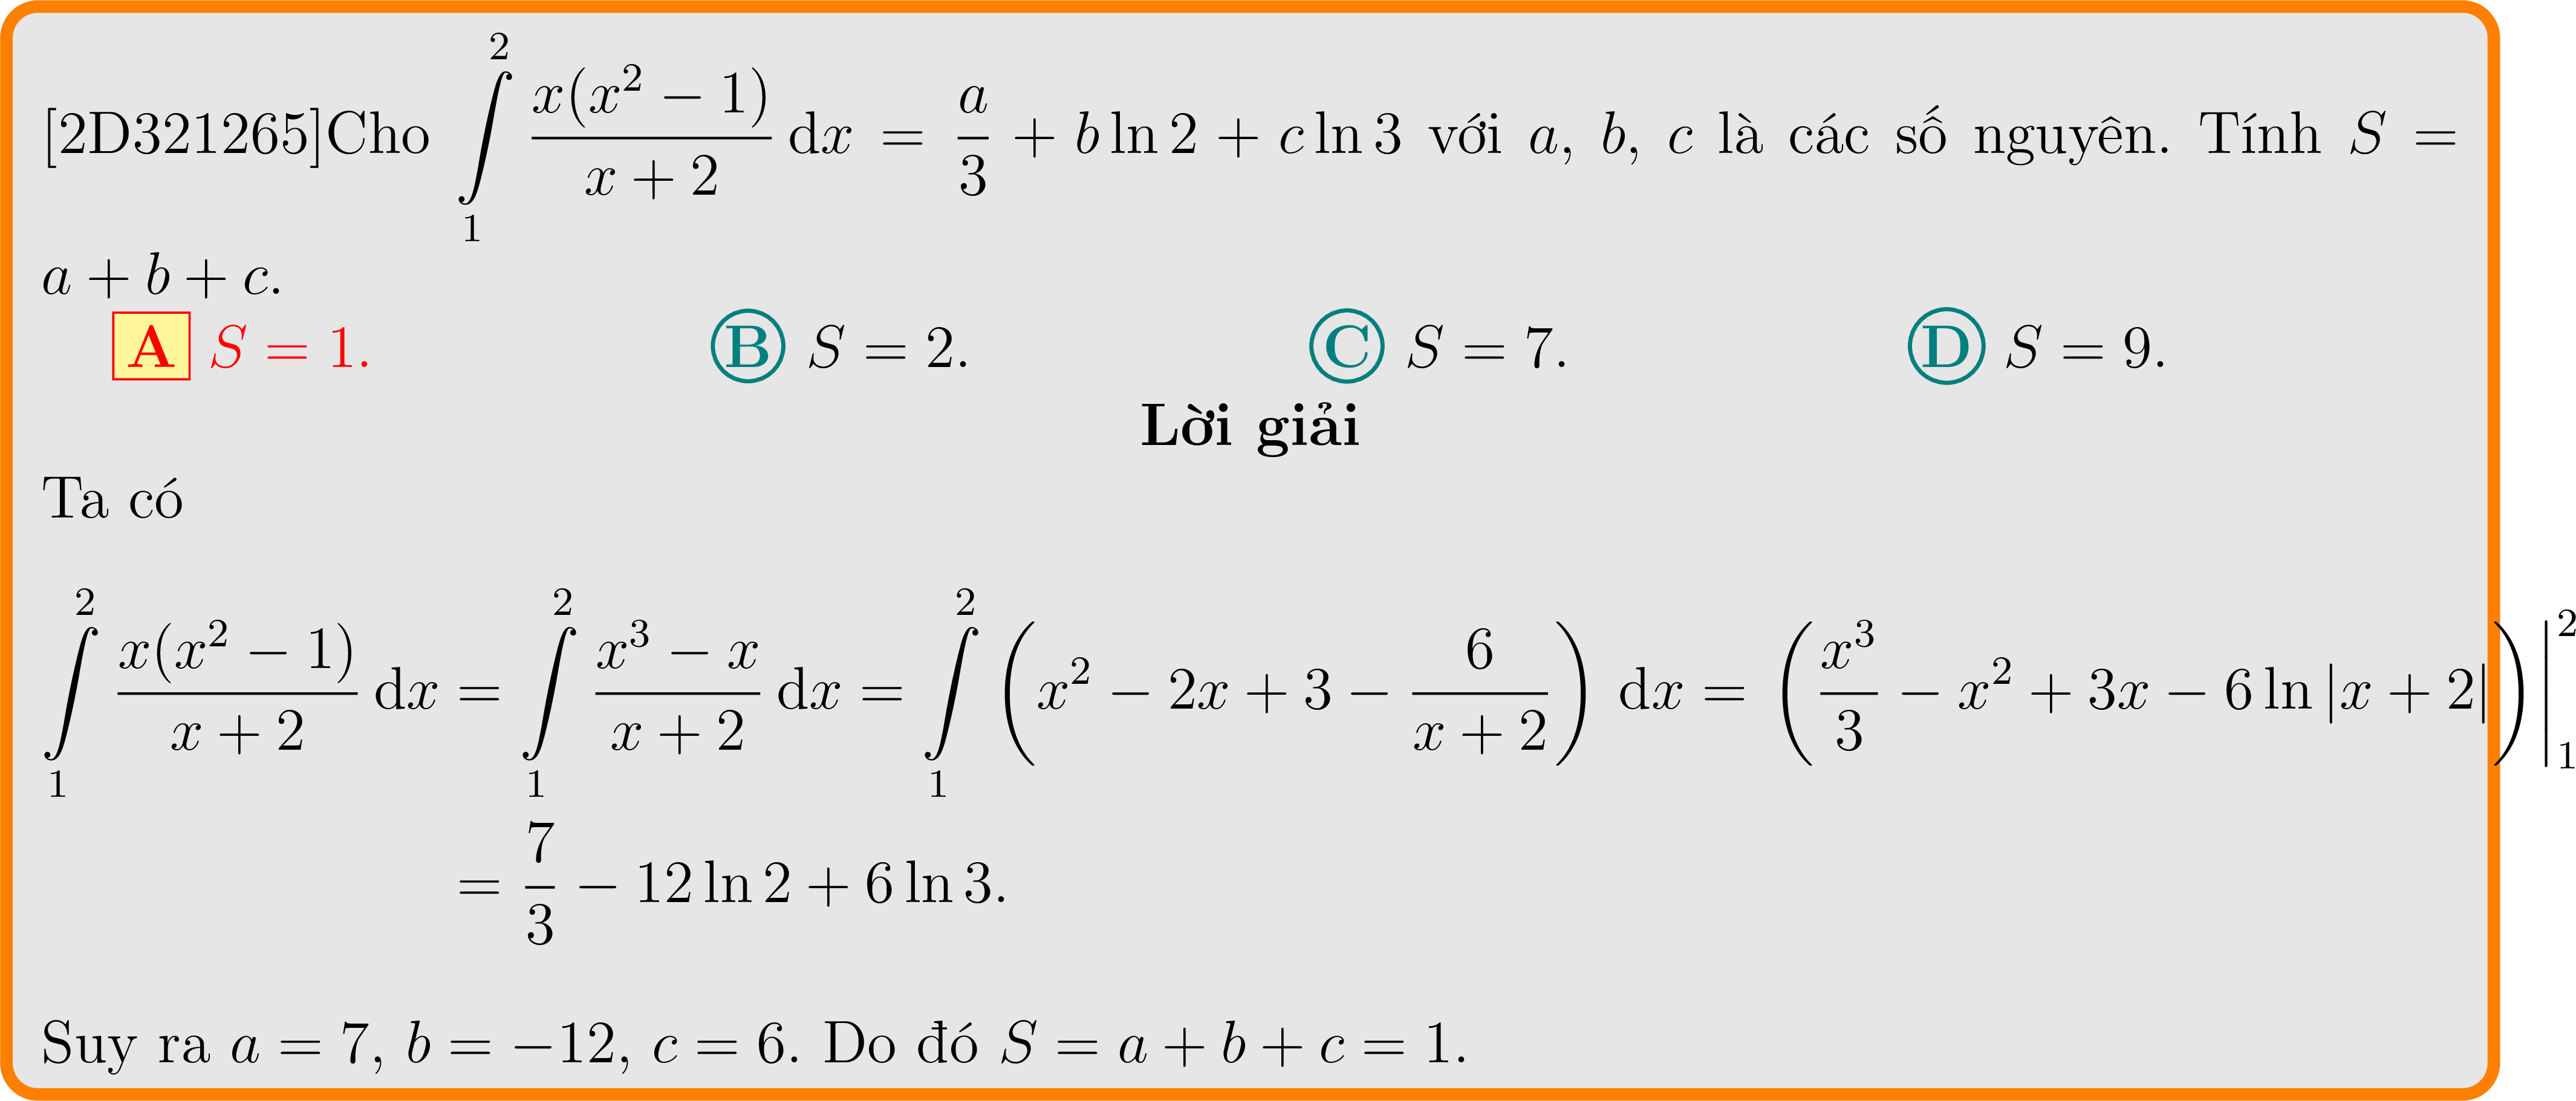 [2D321265]Cho $\int\limits_1^2 \frac{x(x^2-1)}{x+2}\,\mathrm{d}x = \frac{a}{3} + b\ln 2 + c\ln 3$ với $a$, $b$, $c$ là các số nguyên. Tính $S =$
$a + b + c$.
A $S = 1$. B $S = 2$. C $S = 7$. D $S = 9$.
Lời giải
Ta có
$\int\limits_1^2 \frac{x(x^2-1)}{x+2}\,\mathrm{d}x = \int\limits_1^2 \frac{x^3-x}{x+2}\,\mathrm{d}x = \int\limits_1^2 \left(x^2 - 2x + 3 - \frac{6}{x+2}\right)\,\mathrm{d}x = \left(\frac{x^3}{3} - x^2 + 3x - 6\ln|x+2|\right)\Big|_1^2$
$= \frac{7}{3} - 12\ln 2 + 6\ln 3.$
Suy ra $a = 7$, $b = -12$, $c = 6$. Do đó $S = a + b + c = 1$.